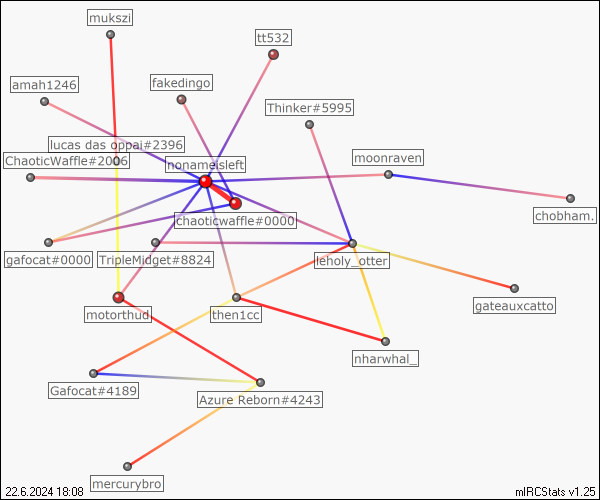 mukszi
tt532
amah1246
fakedingo
Thinker#5995
lucas das oppai#2396
ChaoticWaffle#2006
nonameisleft
moonraven
chaoticwaffle#0000
chobham.
gafocat#0000
TripleMidget#8824
leholy_otter
motorthud
then1cc
gateauxcatto
nharwhal_
Gafocat#4189
Azure Reborn#4243
mercurybro
22.6.2024 18:08
mIRCStats v1.25